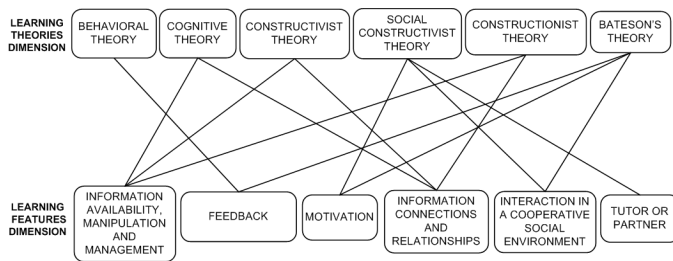 LEARNING
THEORIES
DIMENSION
BEHAVIORAL
THEORY
COGNITIVE
THEORY
CONSTRUCTIVIST
THEORY
SOCIAL
CONSTRUCTIVIST
THEORY
CONSTRUCTIONIST
THEORY
BATESON'S
THEORY
LEARNING
FEATURES
DIMENSION
INFORMATION
AVAILABILITY,
MANIPULATION
AND
MANAGEMENT
FEEDBACK
MOTIVATION
INFORMATION
CONNECTIONS
AND
RELATIONSHIPS
INTERACTION IN
A COOPERATIVE
SOCIAL
ENVIRONMENT
TUTOR OR
PARTNER